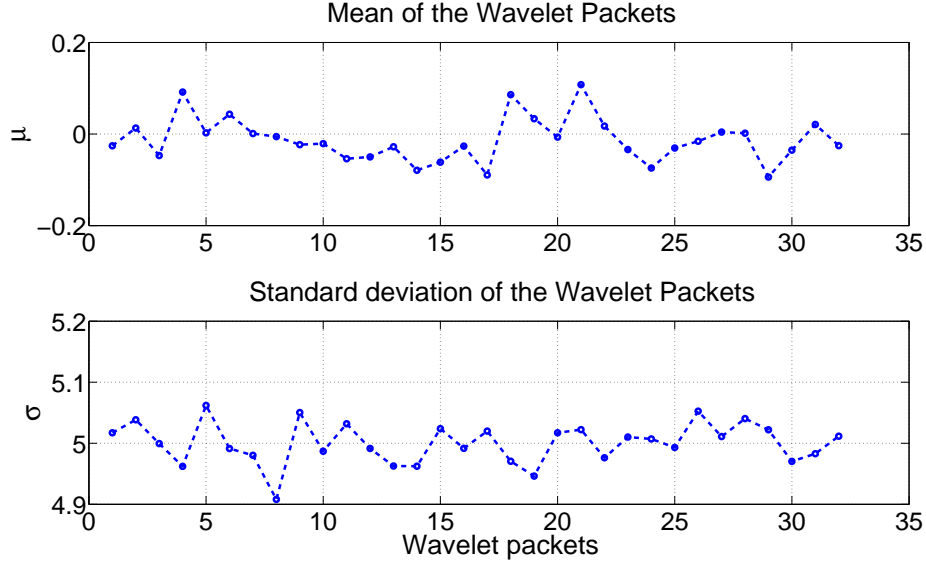 Mean of the Wavelet Packets
0.2
0
−0.2
μ
0 5 10 15 20 25 30 35
Standard deviation of the Wavelet Packets
5.2
5.1
5
4.9
σ
0 5 10 15 20 25 30 35
Wavelet packets